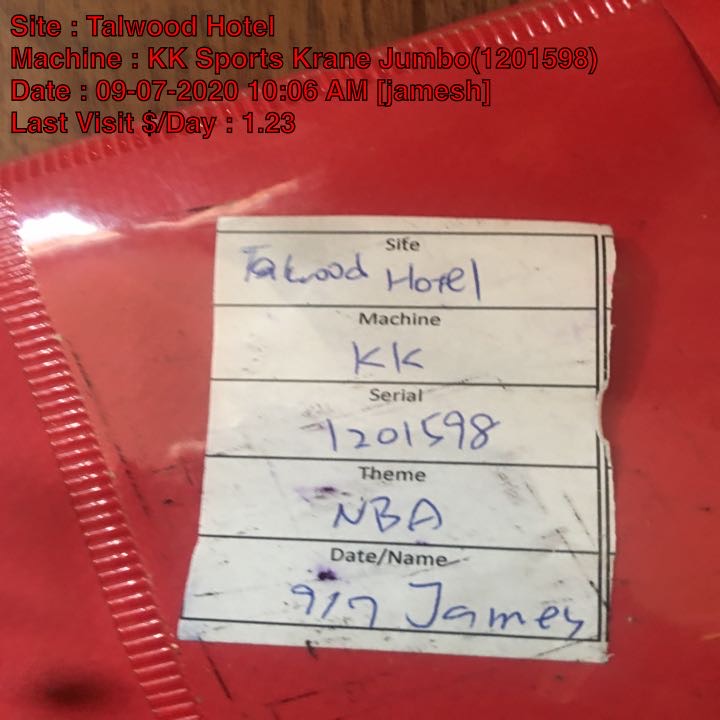 Site : Talwood Hotel
Machine : KK Sports Krane Jumbo(1201598)
Date : 09-07-2020 10:06 AM [jamesh]
Last Visit $/Day : 1.23
Site
Talwood Hotel
Machine
KK
Serial
1201598
Theme
NBA
Date/Name
9/7 James